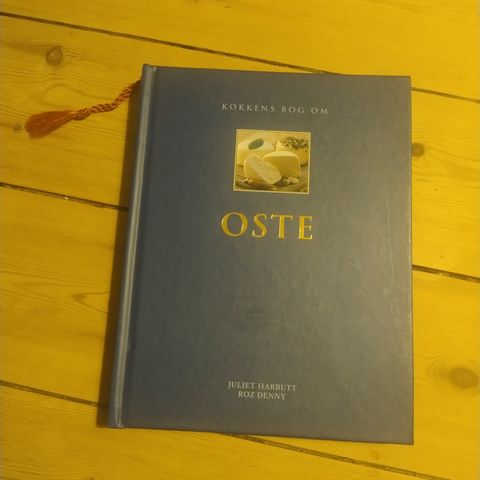 KOKKENS BOG OM
OSTE
JULIET HARBUTT
ROZ DENNY